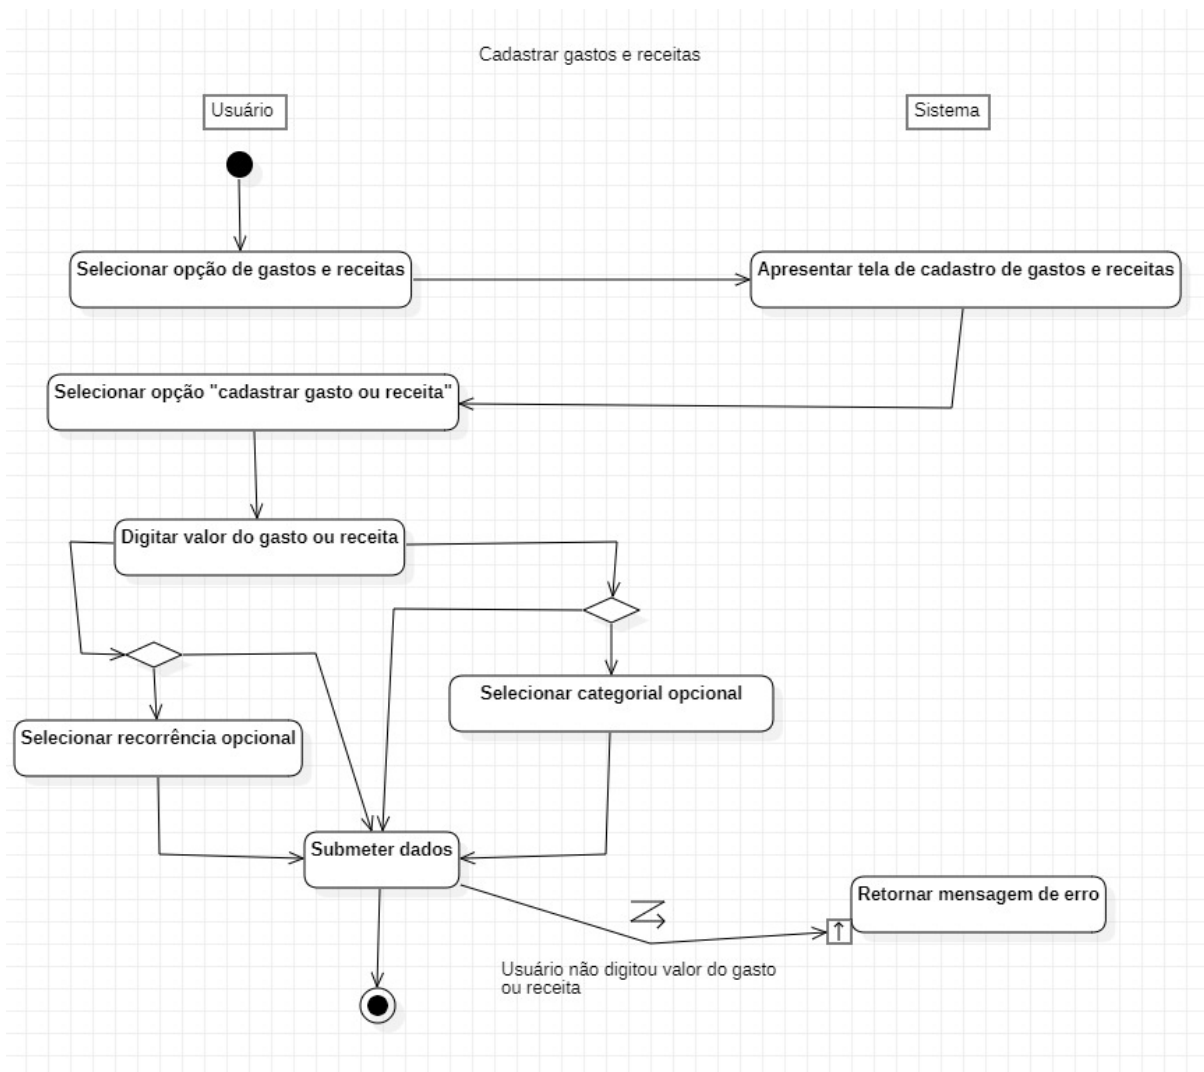 Cadastrar gastos e receitas
Usuário
Sistema
Selecionar opção de gastos e receitas
Apresentar tela de cadastro de gastos e receitas
Selecionar opção "cadastrar gasto ou receita"
Digitar valor do gasto ou receita
Selecionar categorial opcional
Selecionar recorrência opcional
Submeter dados
Retornar mensagem de erro
Usuário não digitou valor do gasto
ou receita